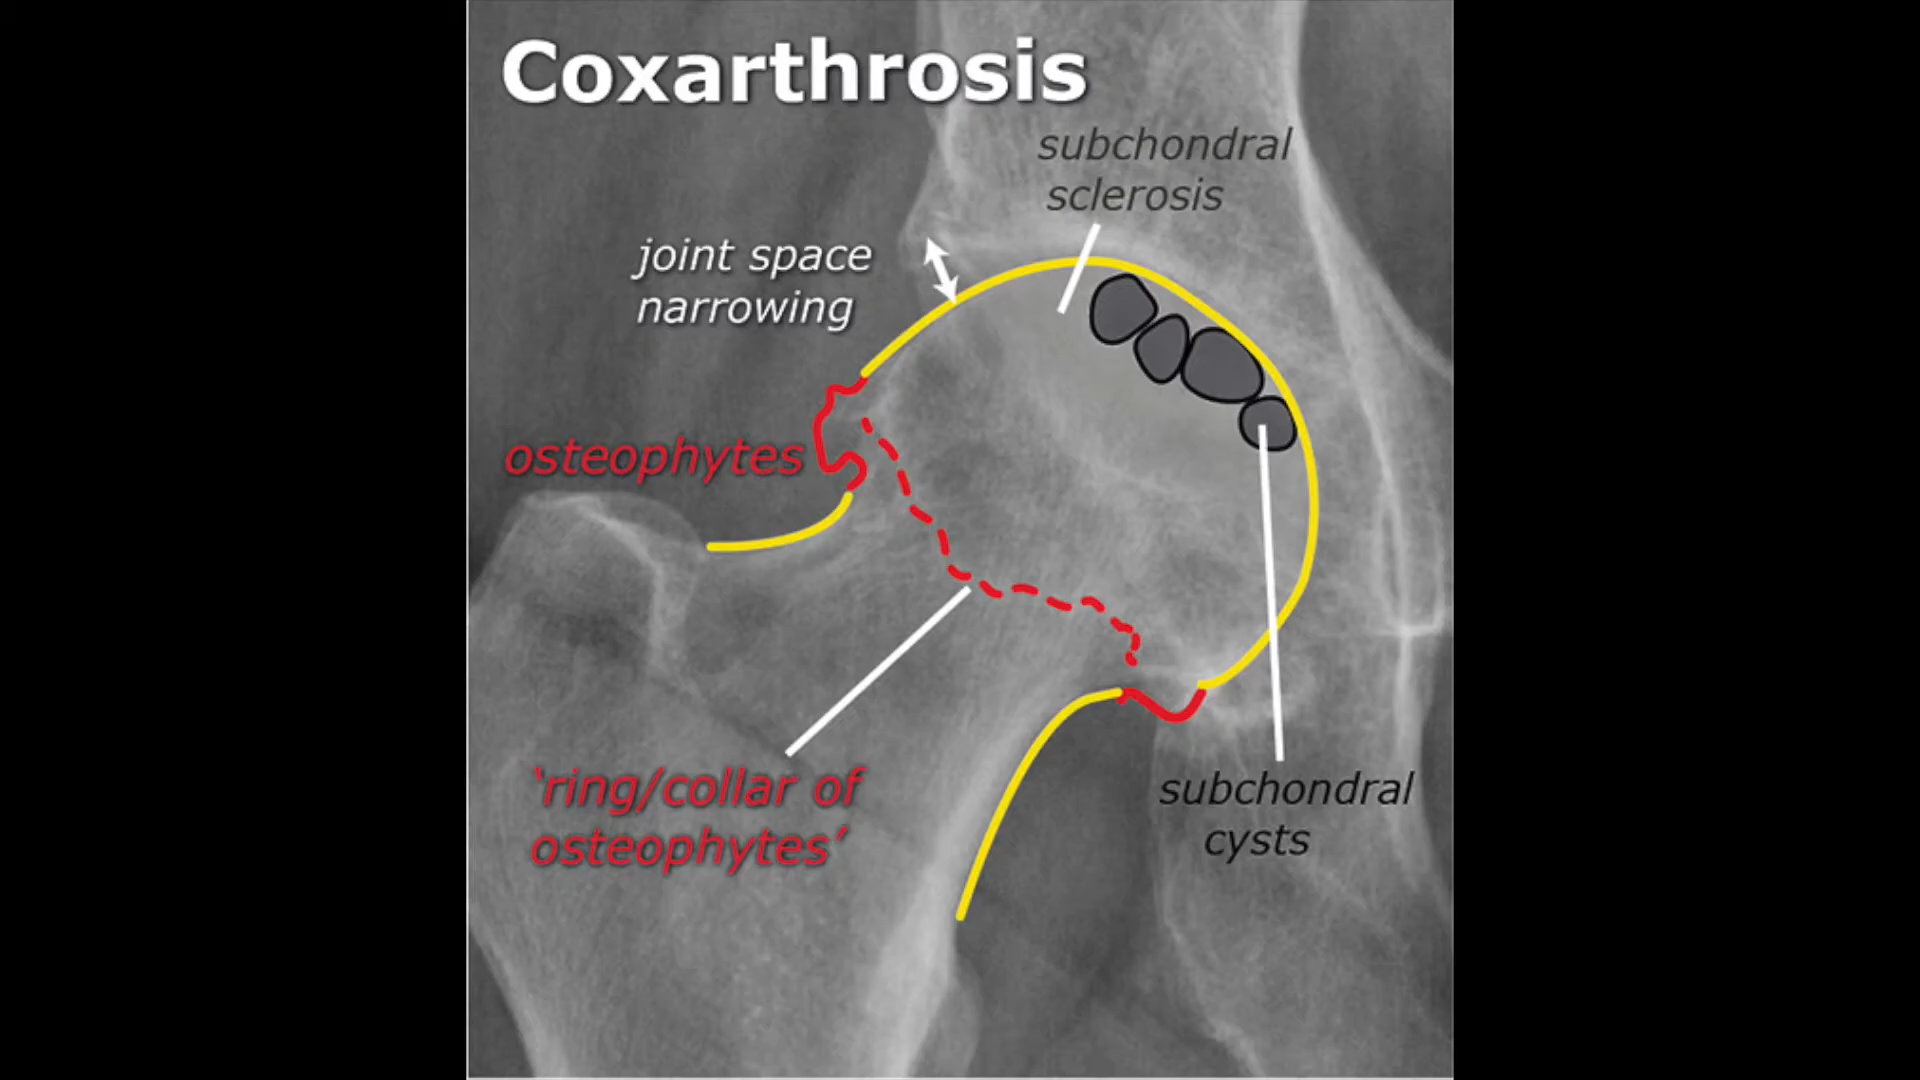 Coxarthrosis
subchondral
sclerosis
joint space
narrowing
osteophytes
‘ring/collar of
osteophytes’
subchondral
cysts